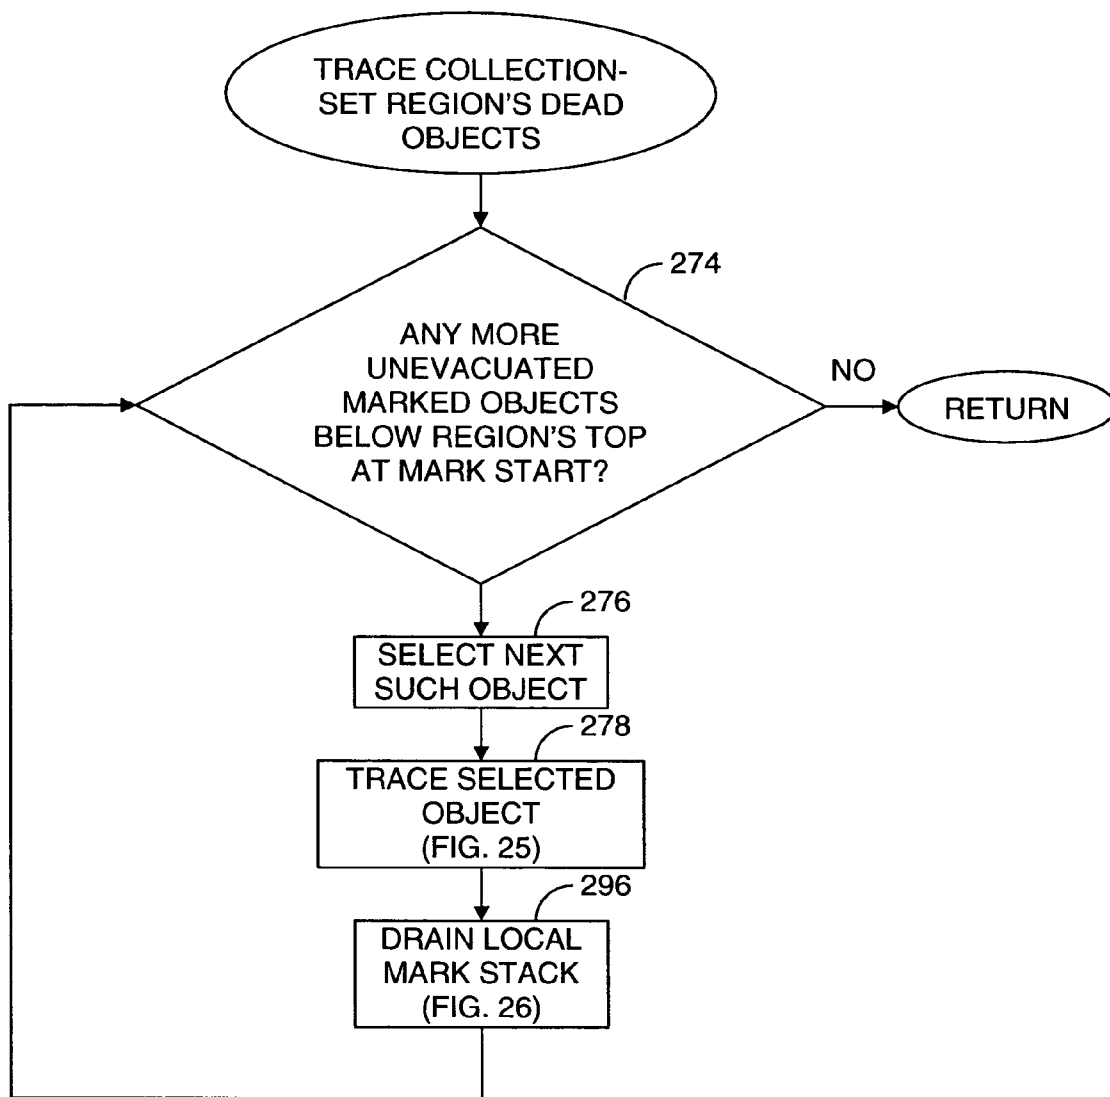 TRACE COLLECTION-
SET REGION'S DEAD
OBJECTS
274
ANY MORE
UNEVACUATED
MARKED OBJECTS
BELOW REGION'S TOP
AT MARK START?
NO
RETURN
276
SELECT NEXT
SUCH OBJECT
278
TRACE SELECTED
OBJECT
(FIG. 25)
296
DRAIN LOCAL
MARK STACK
(FIG. 26)